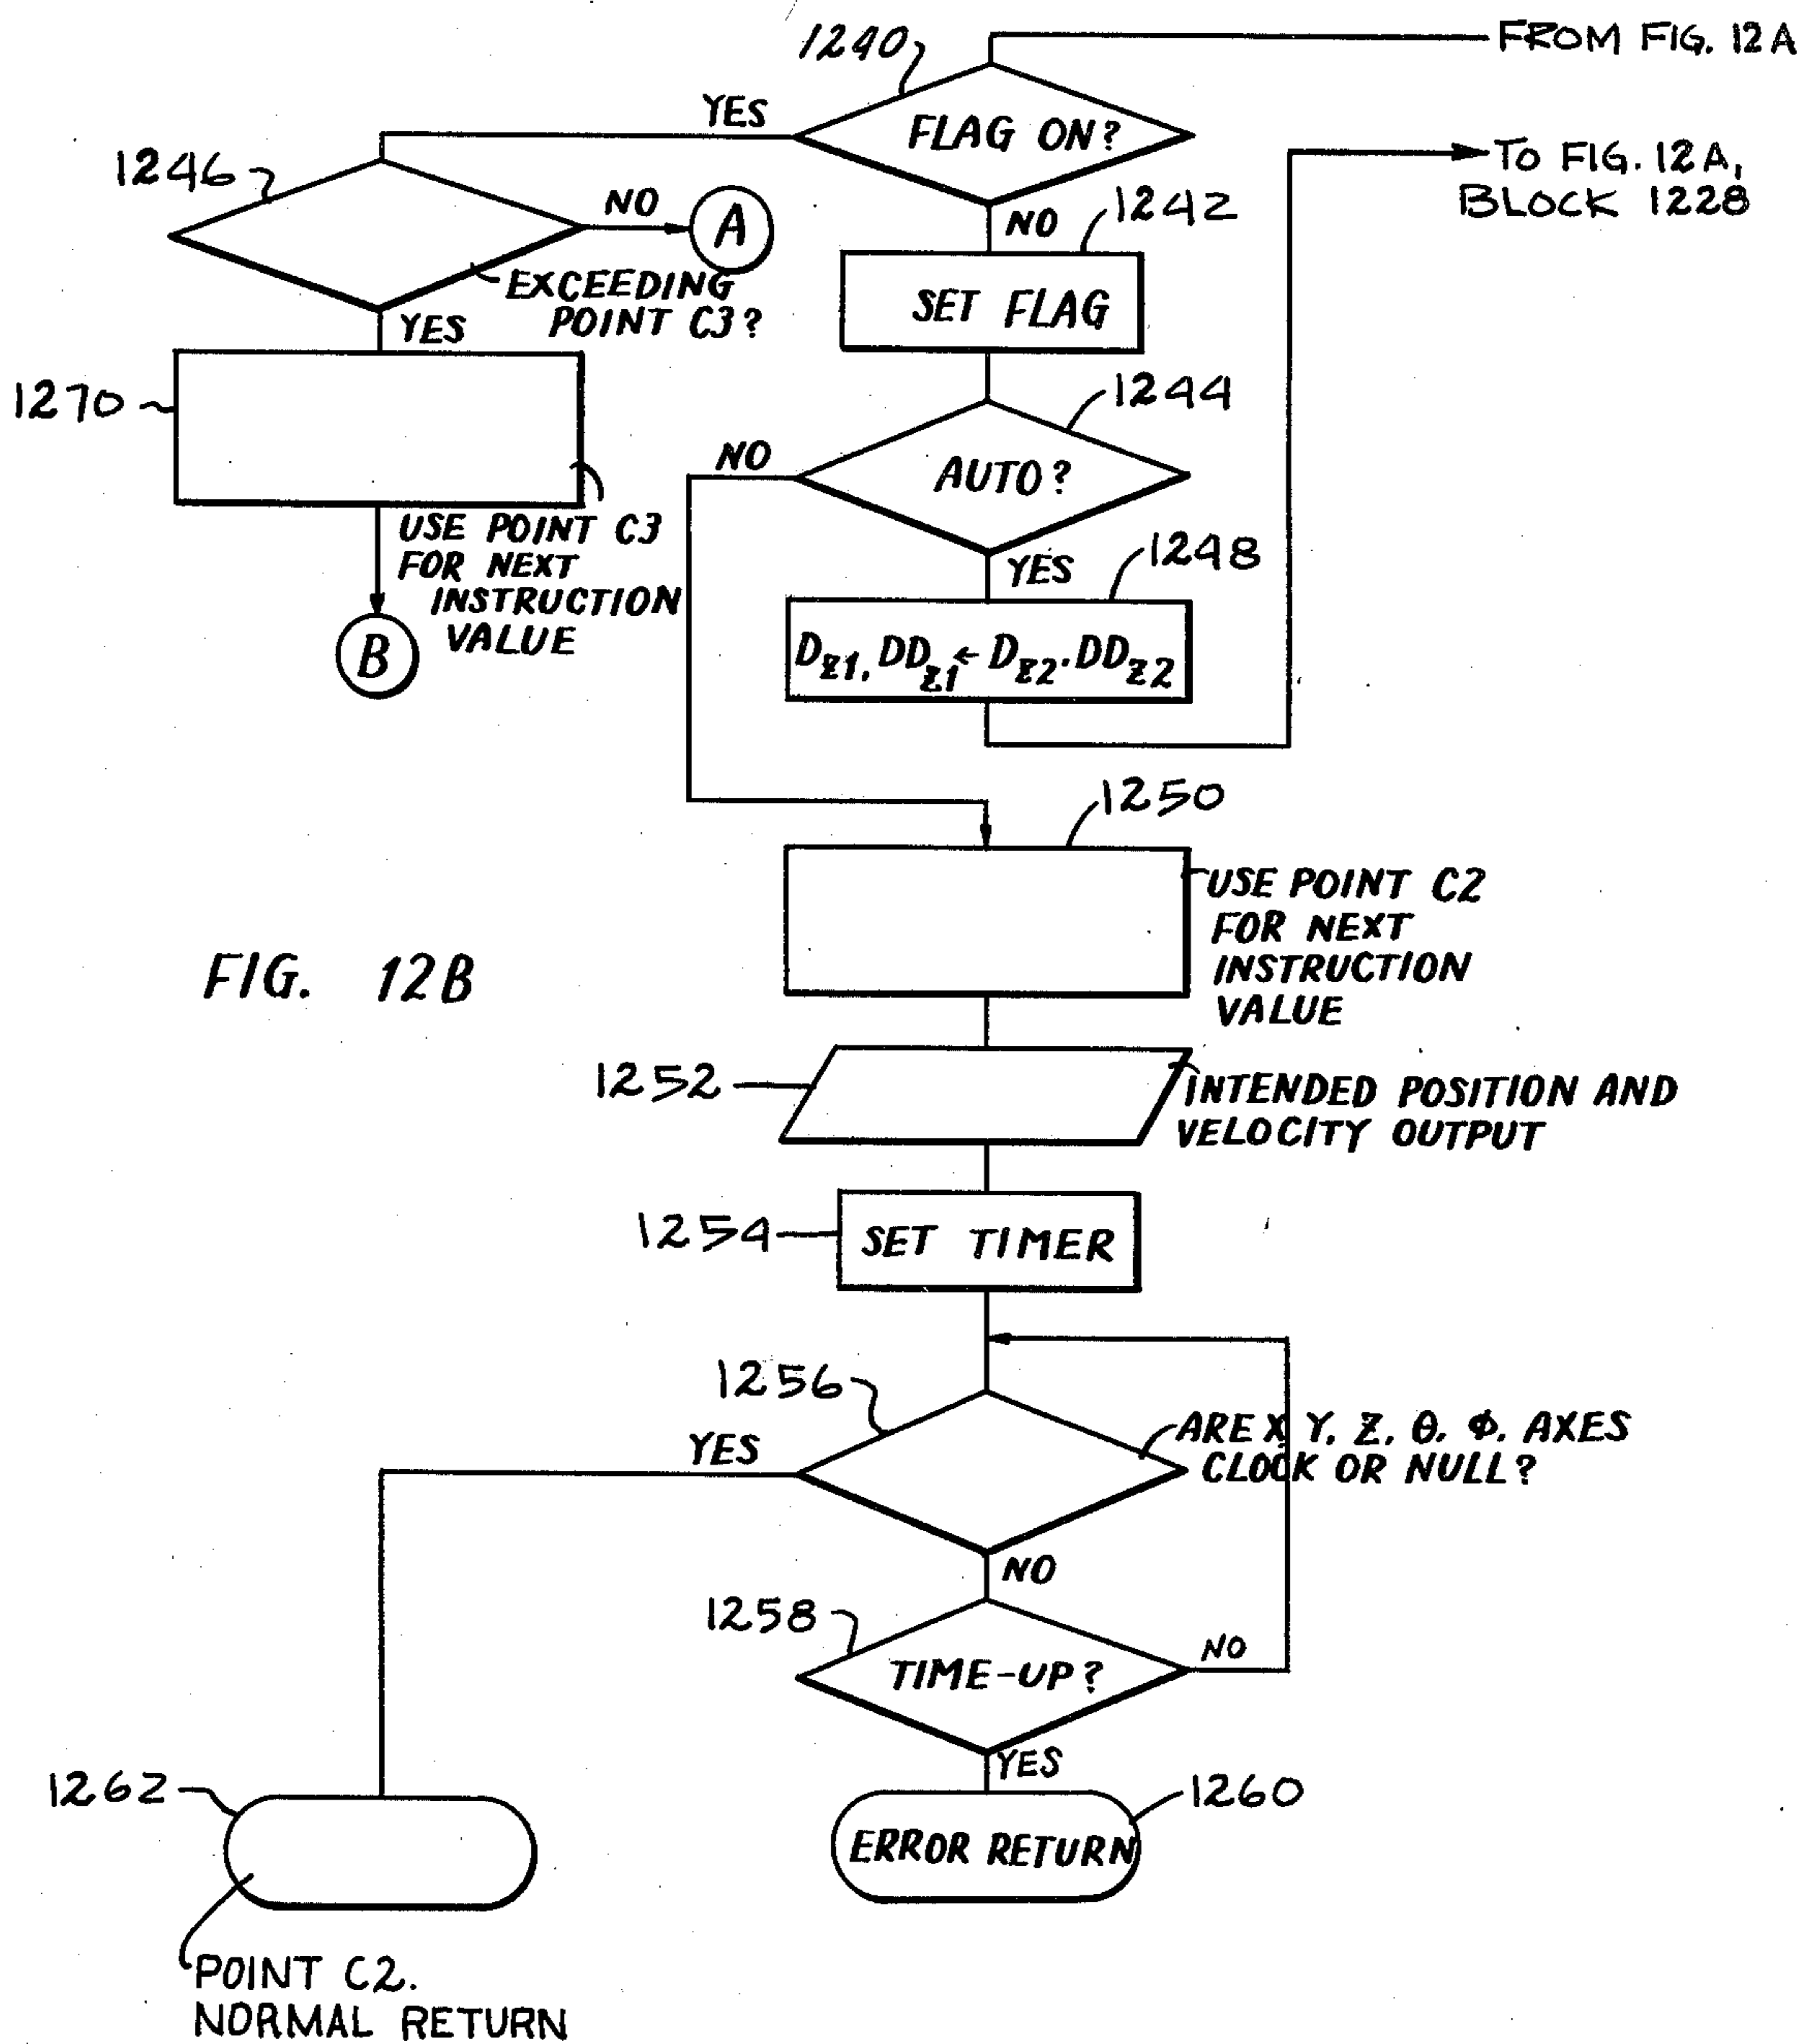 FROM FIG. 12A
1240
YES
FLAG ON?
TO FIG. 12A,
BLOCK 1228
1246
NO
A
NO
1242
EXCEEDING
POINT C3?
SET FLAG
YES
1270
1244
NO
AUTO?
USE POINT C3
FOR NEXT
INSTRUCTION
VALUE
B
1248
YES
Dz1, DDz1 ← Dz2. DDz2
1250
USE POINT C2
FOR NEXT
INSTRUCTION
VALUE
FIG. 12B
1252
INTENDED POSITION AND
VELOCITY OUTPUT
1254
SET TIMER
1256
YES
ARE X Y, Z, θ, Φ, AXES
CLOCK OR NULL?
NO
1258
TIME-UP?
NO
YES
1262
1260
ERROR RETURN
POINT C2.
NORMAL RETURN